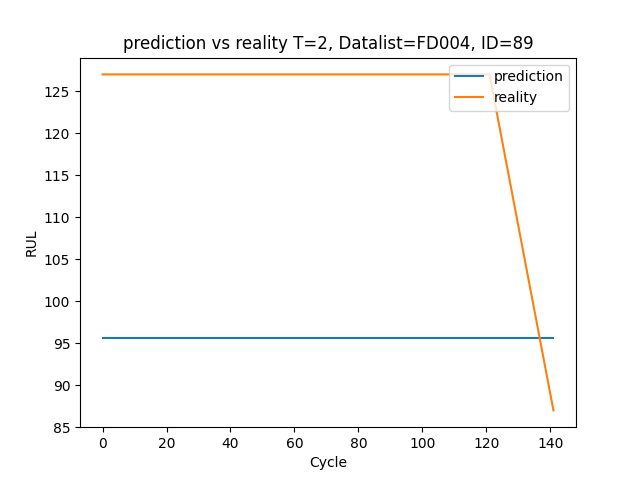 prediction vs reality T=2, Datalist=FD004, ID=89
prediction
reality
RUL
125
120
115
110
105
100
95
90
85
0 20 40 60 80 100 120 140
Cycle